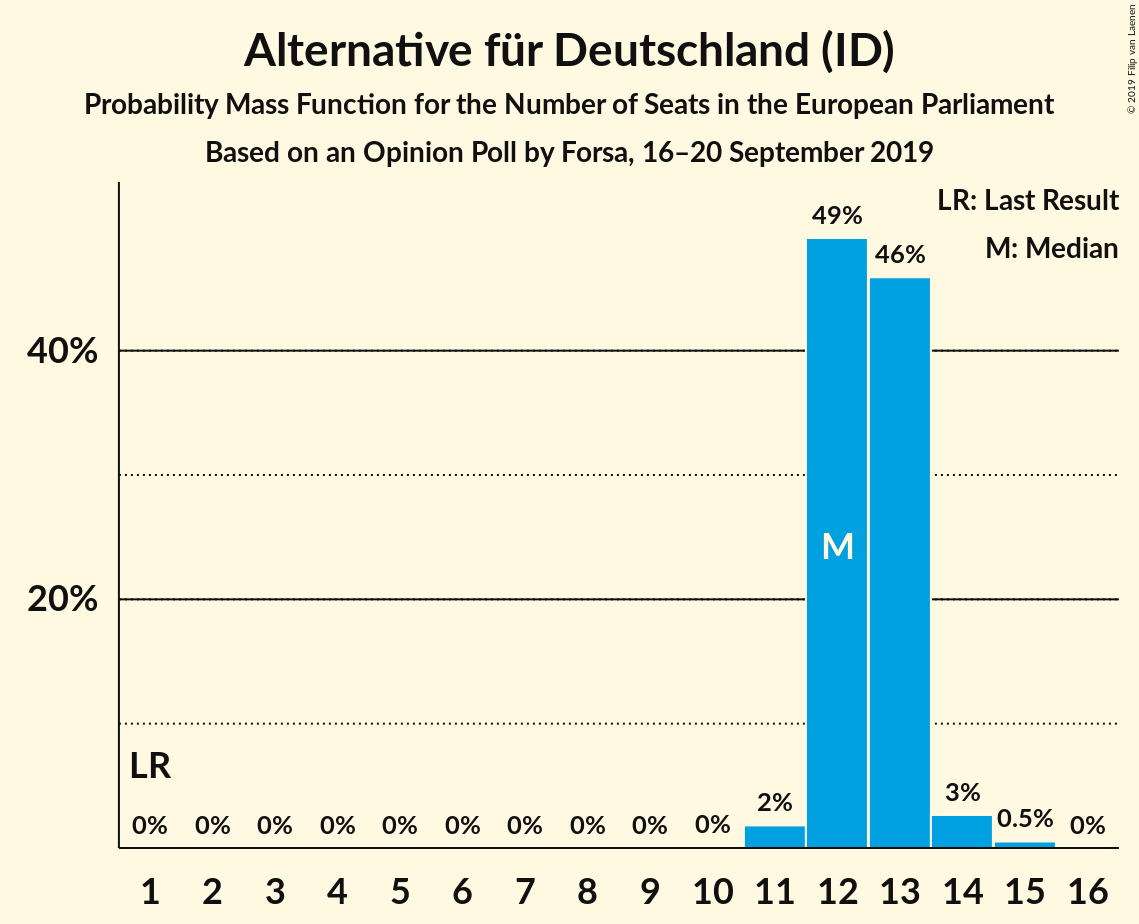 Alternative für Deutschland (ID)
Probability Mass Function for the Number of Seats in the European Parliament
Based on an Opinion Poll by Forsa, 16–20 September 2019
© 2019 Filip van Laenen
LR: Last Result
M: Median
49%
46%
40%
M
20%
LR
0% 0% 0% 0% 0% 0% 0% 0% 0% 0% 2% 3% 0.5% 0%
1 2 3 4 5 6 7 8 9 10 11 12 13 14 15 16